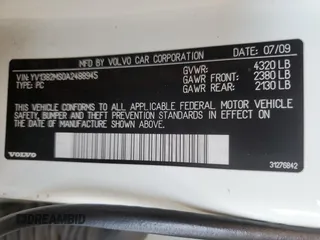 MFD. BY VOLVO CAR CORPORATION DATE: 07/09
VIN: YV1382MS0A2488945 GVWR: 4320 LB
TYPE: PC GAWR FRONT: 2380 LB
GAWR REAR: 2130 LB
THIS VEHICLE CONFORMS TO ALL APPLICABLE FEDERAL MOTOR VEHICLE
SAFETY, BUMPER AND THEFT PREVENTION STANDARDS IN EFFECT
ON THE DATE OF MANUFACTURE SHOWN ABOVE.
VOLVO 31276842
DREAMBID